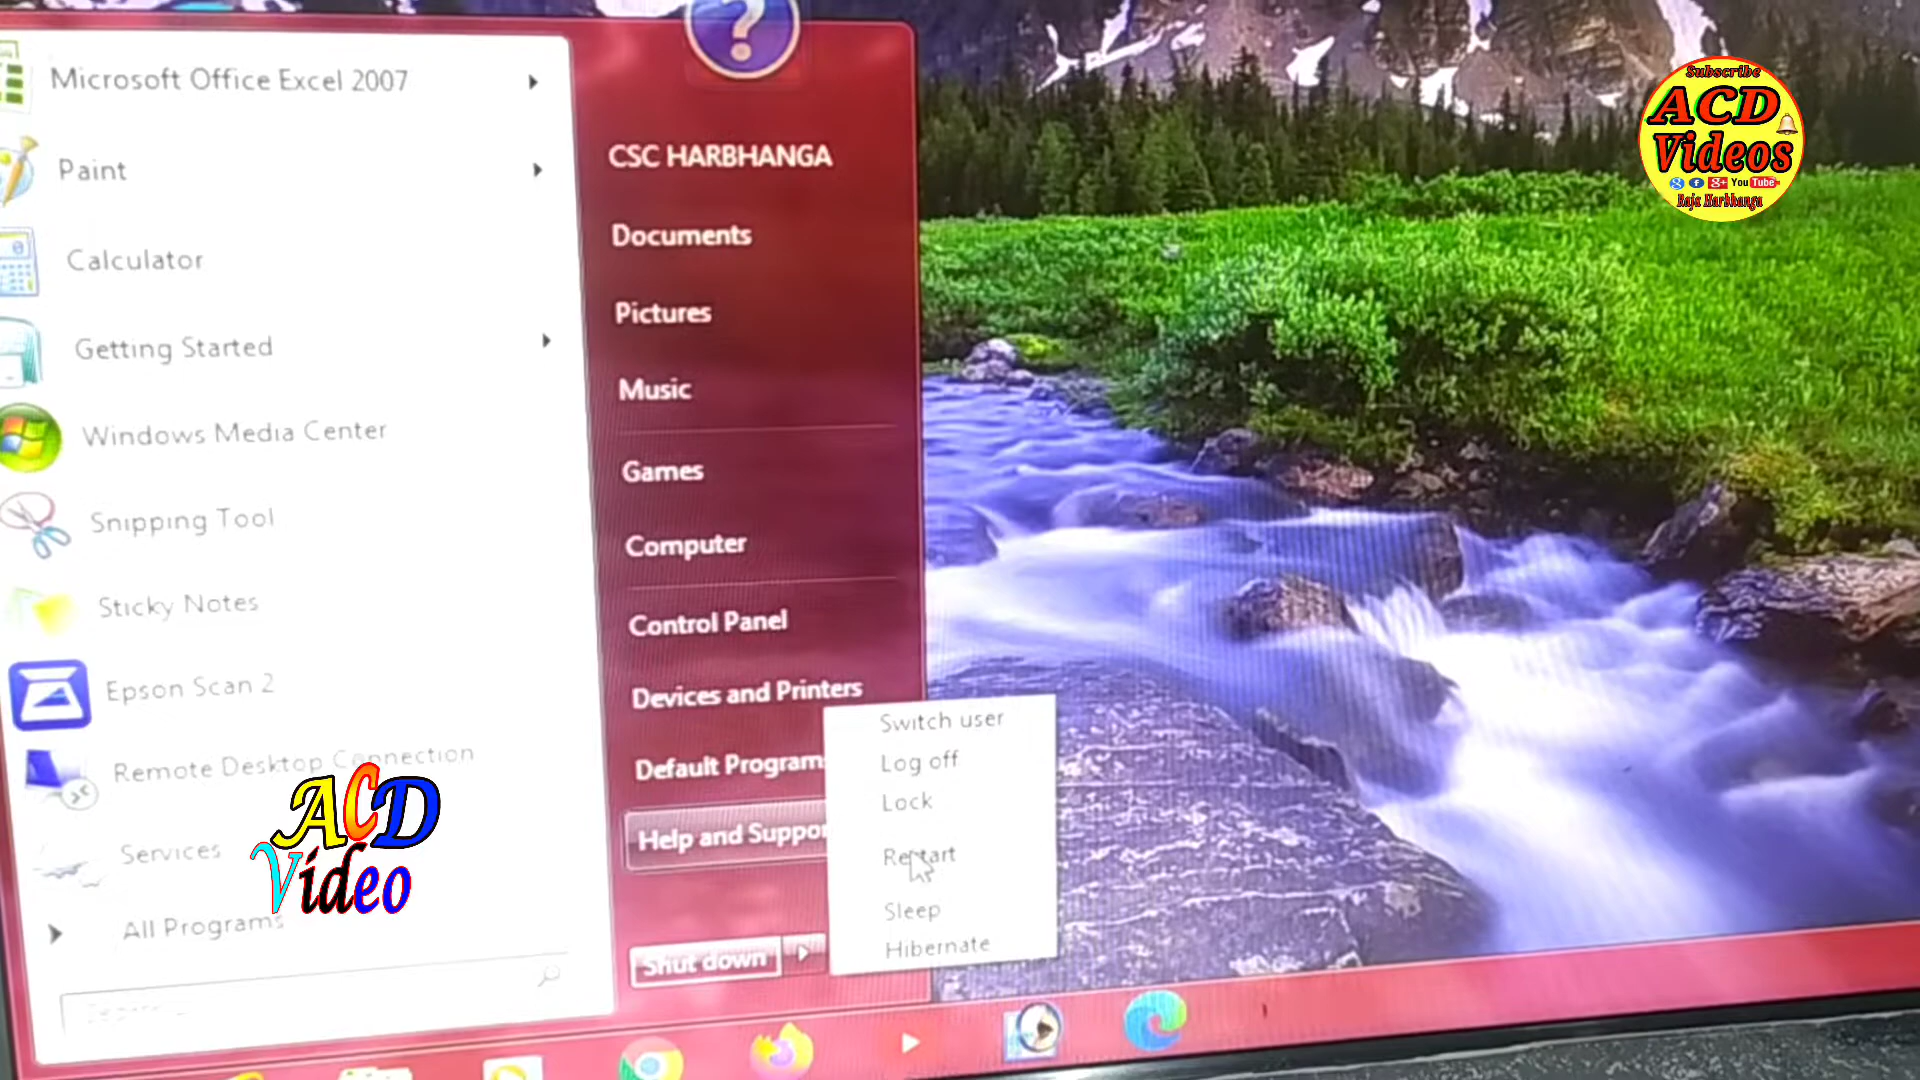 Microsoft Office Excel 2007
Paint
Calculator
Getting Started
Windows Media Center
Snipping Tool
Sticky Notes
Epson Scan 2
Remote Desktop Connection
Services
All Programs
CSC HARBHANGA
Documents
Pictures
Music
Games
Computer
Control Panel
Devices and Printers
Default Program
Help and Suppor
Shut down
Switch user
Log off
Lock
Restart
Sleep
Hibernate
Subscribe
ACD
Videos
You Tube
Raja Harbhanga
ACD
Video